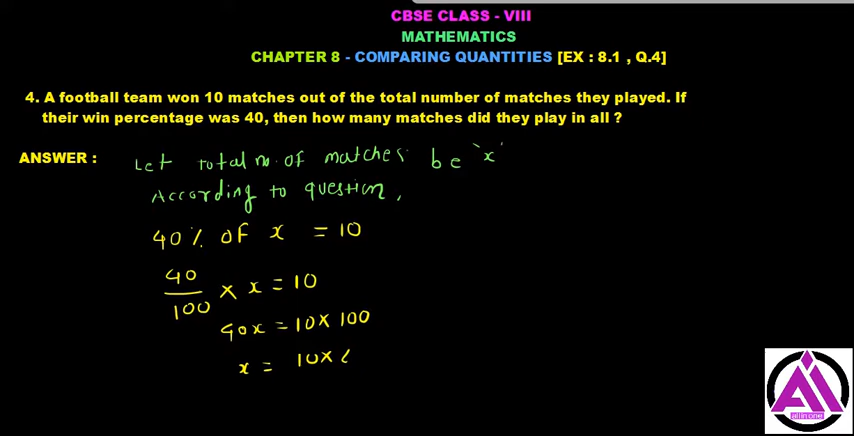 CBSE CLASS - VIII
MATHEMATICS
CHAPTER 8 - COMPARING QUANTITIES [EX : 8.1 , Q.4]
4. A football team won 10 matches out of the total number of matches they played. If
their win percentage was 40, then how many matches did they play in all ?
ANSWER : Let total no. of matches be 'x'
According to question,
40% of x = 10
40/100 × x = 10
40x = 10 × 100
x = 10 ×
all in one